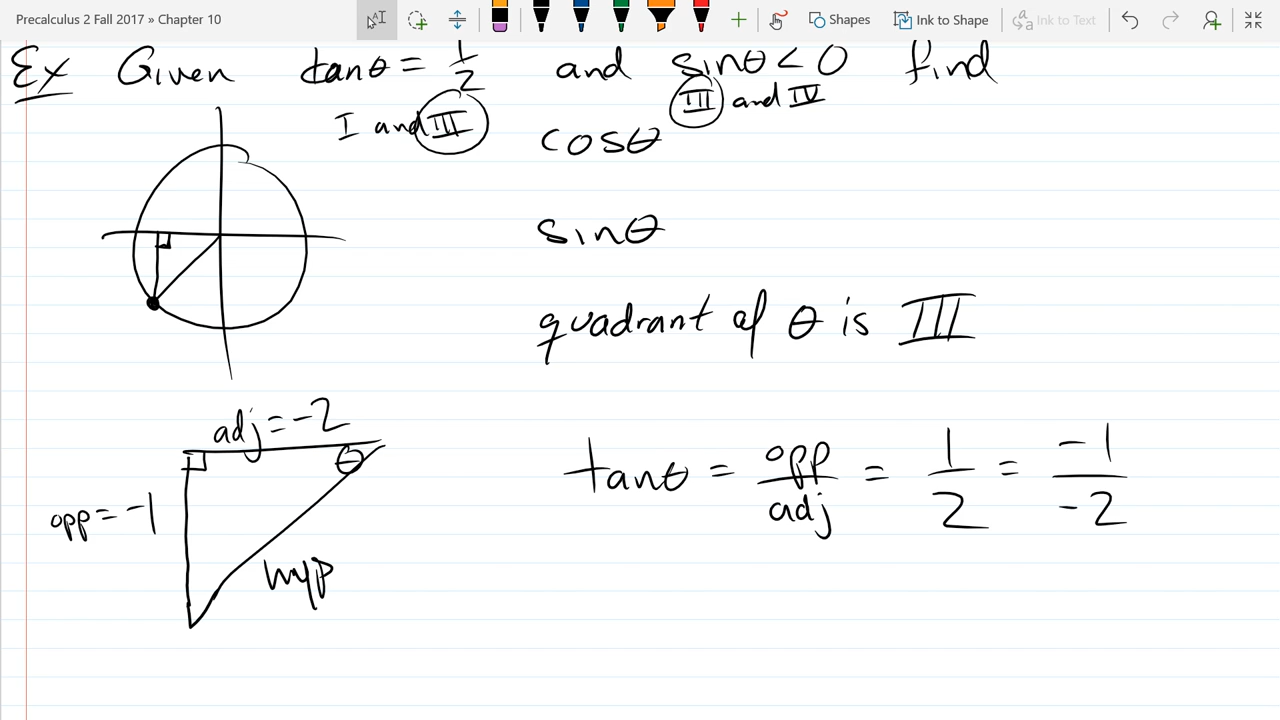 Precalculus 2 Fall 2017 » Chapter 10
Shapes
Ink to Shape
Ink to Text
Ex Given tanθ = 1/2 and sinθ < 0 find
I and III
III and IV
cosθ
sinθ
quadrant of θ is III
adj = -2
θ
opp = -1
hyp
tanθ = opp/adj = 1/2 = -1/-2